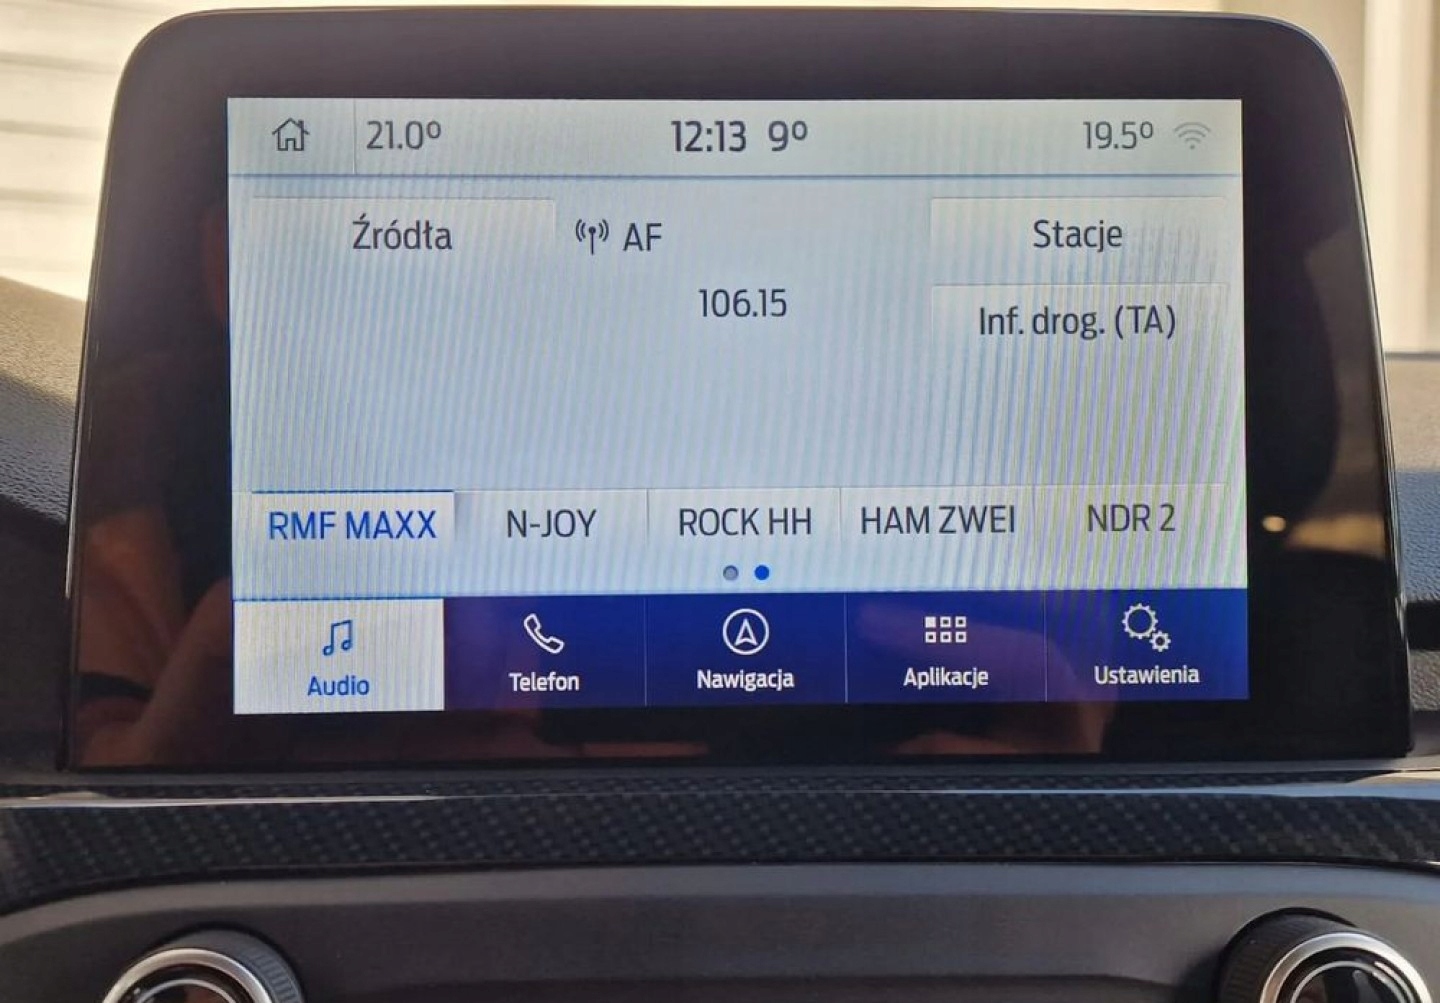 21.0° 12:13 9° 19.5°
Źródła AF Stacje
106.15
Inf. drog. (TA)
RMF MAXX N-JOY ROCK HH HAM ZWEI NDR 2
Audio Telefon Nawigacja Aplikacje Ustawienia